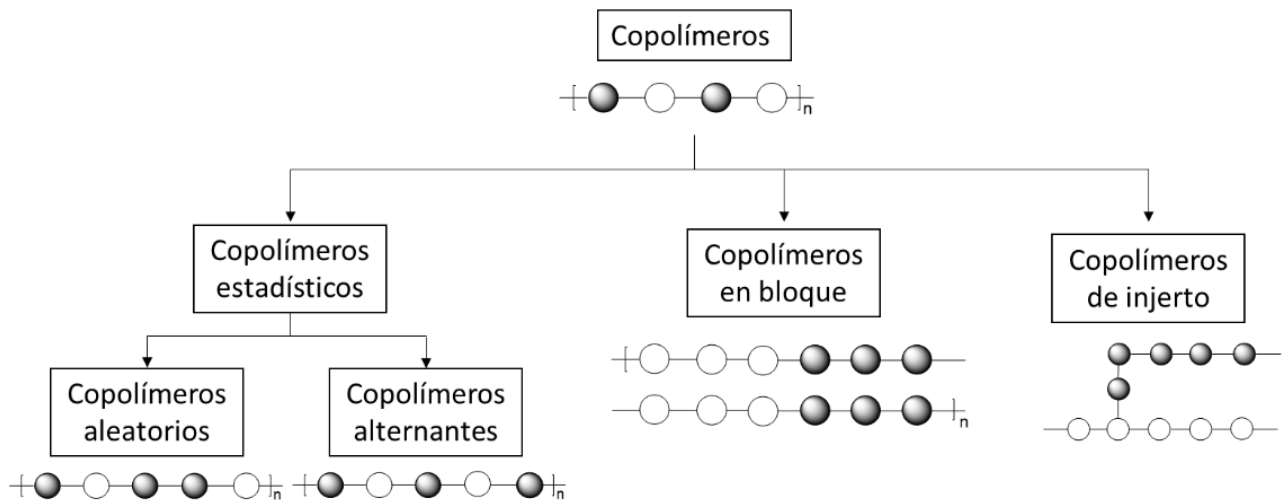 Copolímeros
n
Copolímeros
estadísticos
Copolímeros
en bloque
Copolímeros
de injerto
n
Copolímeros
aleatorios
Copolímeros
alternantes
n
n